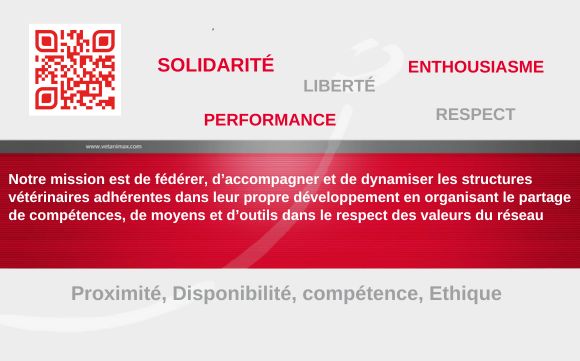 SOLIDARITÉ
ENTHOUSIASME
LIBERTÉ
RESPECT
PERFORMANCE
www.vetanimax.com
Notre mission est de fédérer, d’accompagner et de dynamiser les structures
vétérinaires adhérentes dans leur propre développement en organisant le partage
de compétences, de moyens et d’outils dans le respect des valeurs du réseau
Proximité, Disponibilité, compétence, Ethique